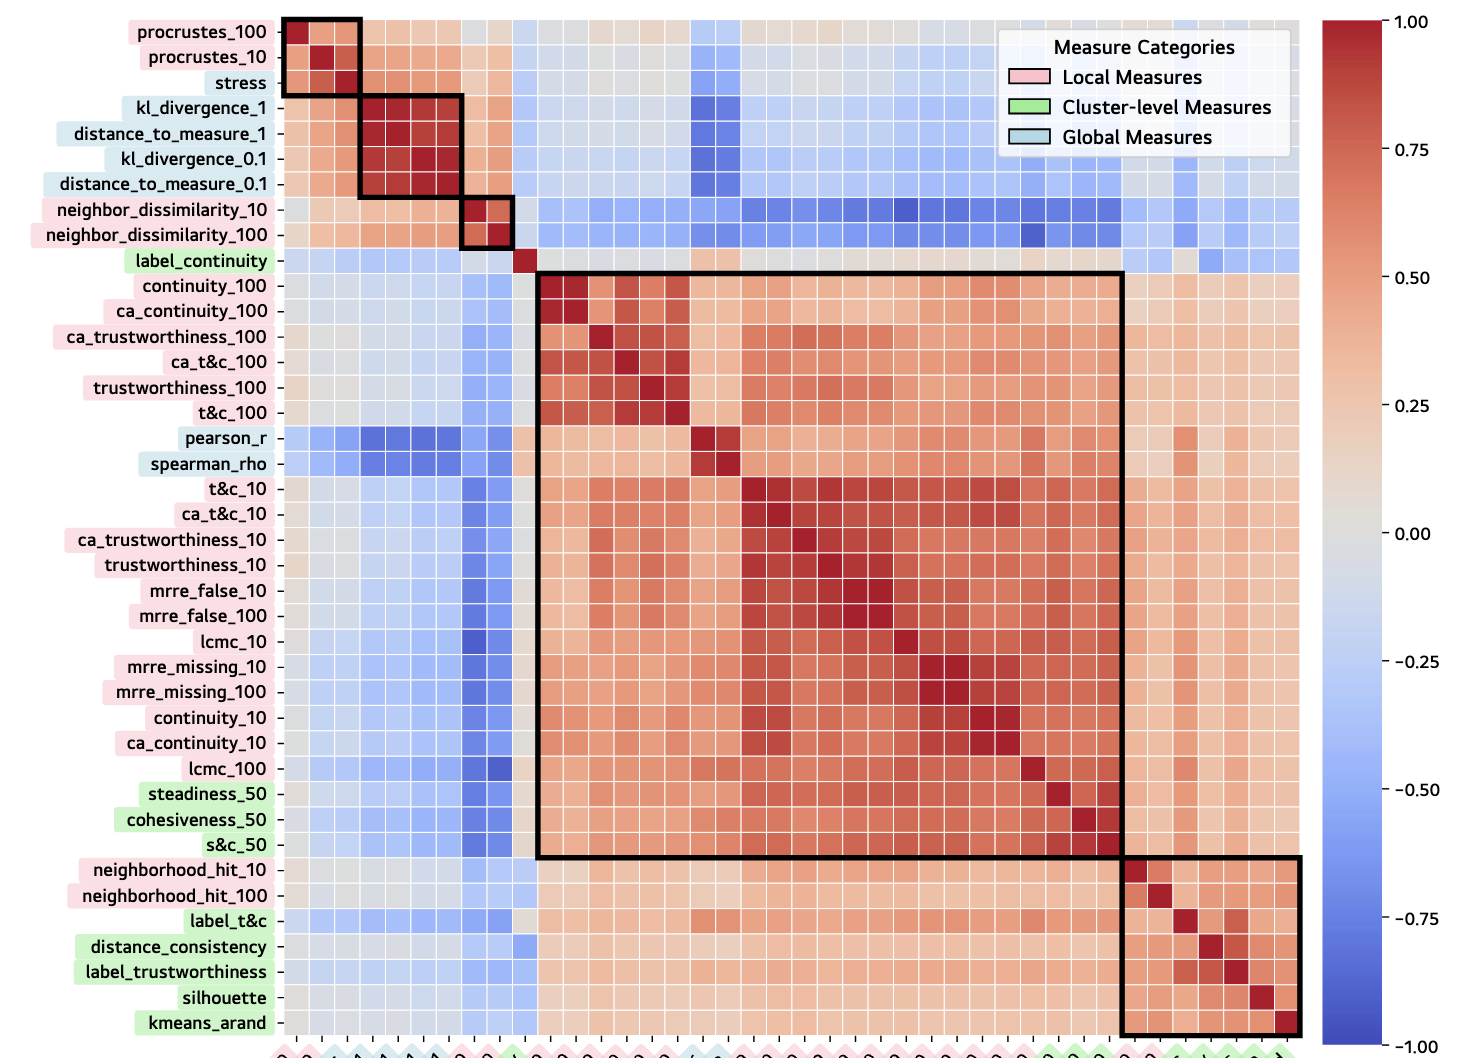 procrustes_100
procrustes_10
stress
kl_divergence_1
distance_to_measure_1
kl_divergence_0.1
distance_to_measure_0.1
neighbor_dissimilarity_10
neighbor_dissimilarity_100
label_continuity
continuity_100
ca_continuity_100
ca_trustworthiness_100
ca_t&c_100
trustworthiness_100
t&c_100
pearson_r
spearman_rho
t&c_10
ca_t&c_10
ca_trustworthiness_10
trustworthiness_10
mrre_false_10
mrre_false_100
lcmc_10
mrre_missing_10
mrre_missing_100
continuity_10
ca_continuity_10
lcmc_100
steadiness_50
cohesiveness_50
s&c_50
neighborhood_hit_10
neighborhood_hit_100
label_t&c
distance_consistency
label_trustworthiness
silhouette
kmeans_arand
Measure Categories
Local Measures
Cluster-level Measures
Global Measures
1.00
0.75
0.50
0.25
0.00
−0.25
−0.50
−0.75
−1.00